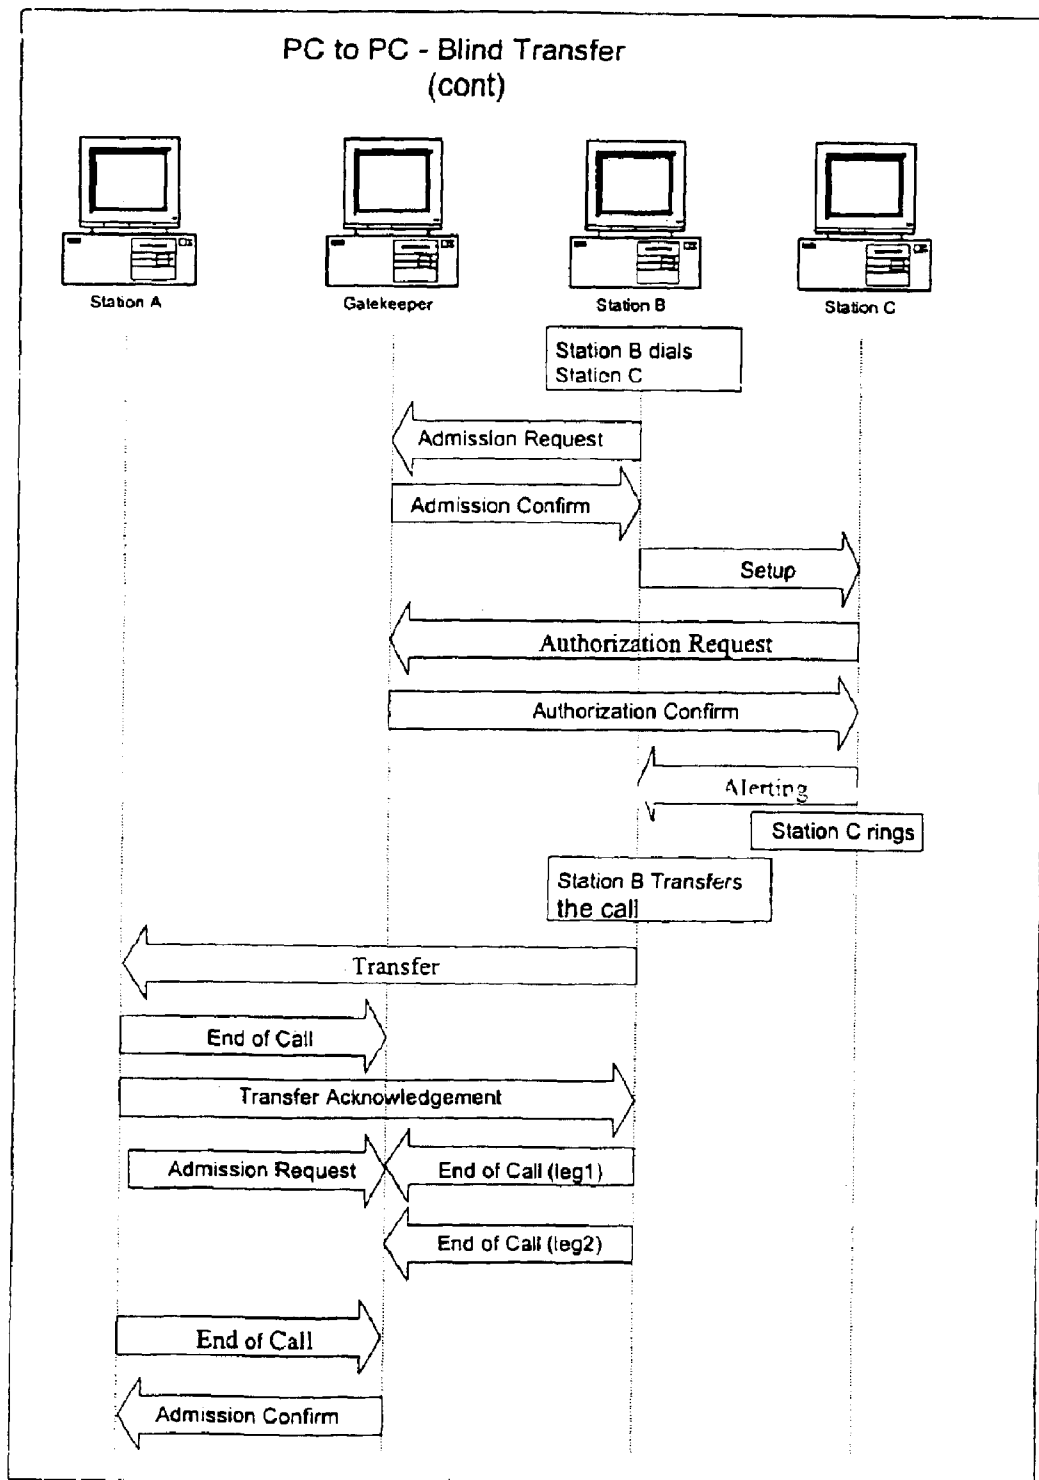 PC to PC - Blind Transfer
(cont)
Station A
Gatekeeper
Station B
Station C
Station B dials
Station C
Admission Request
Admission Confirm
Setup
Authorization Request
Authorization Confirm
Alerting
Station C rings
Station B Transfers
the call
Transfer
End of Call
Transfer Acknowledgement
Admission Request
End of Call (leg1)
End of Call (leg2)
End of Call
Admission Confirm